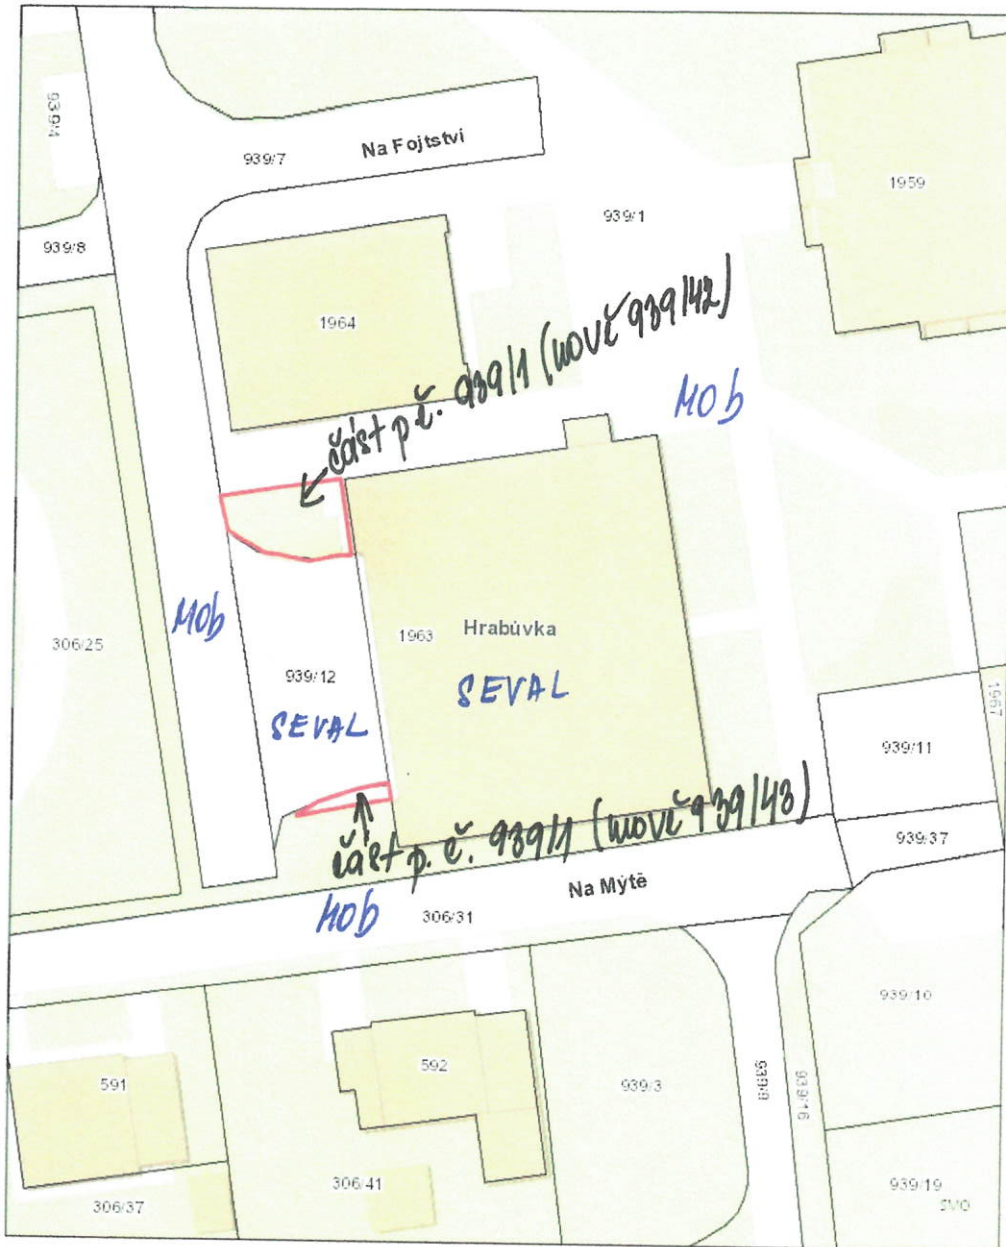 939/4
939/7
Na Fojtství
1959
939/1
939/8
1964
část p.č. 939/1 (nově 939/42)
MOb
MOb
306/25
1963
Hrabůvka
939/12
SEVAL
SEVAL
1967
939/11
část p. č. 939/1 (nově 939/43)
939/37
Na Mýtě
MOb
306/31
939/10
591
592
939/3
939/9
939/16
306/41
306/37
939/19
SMO